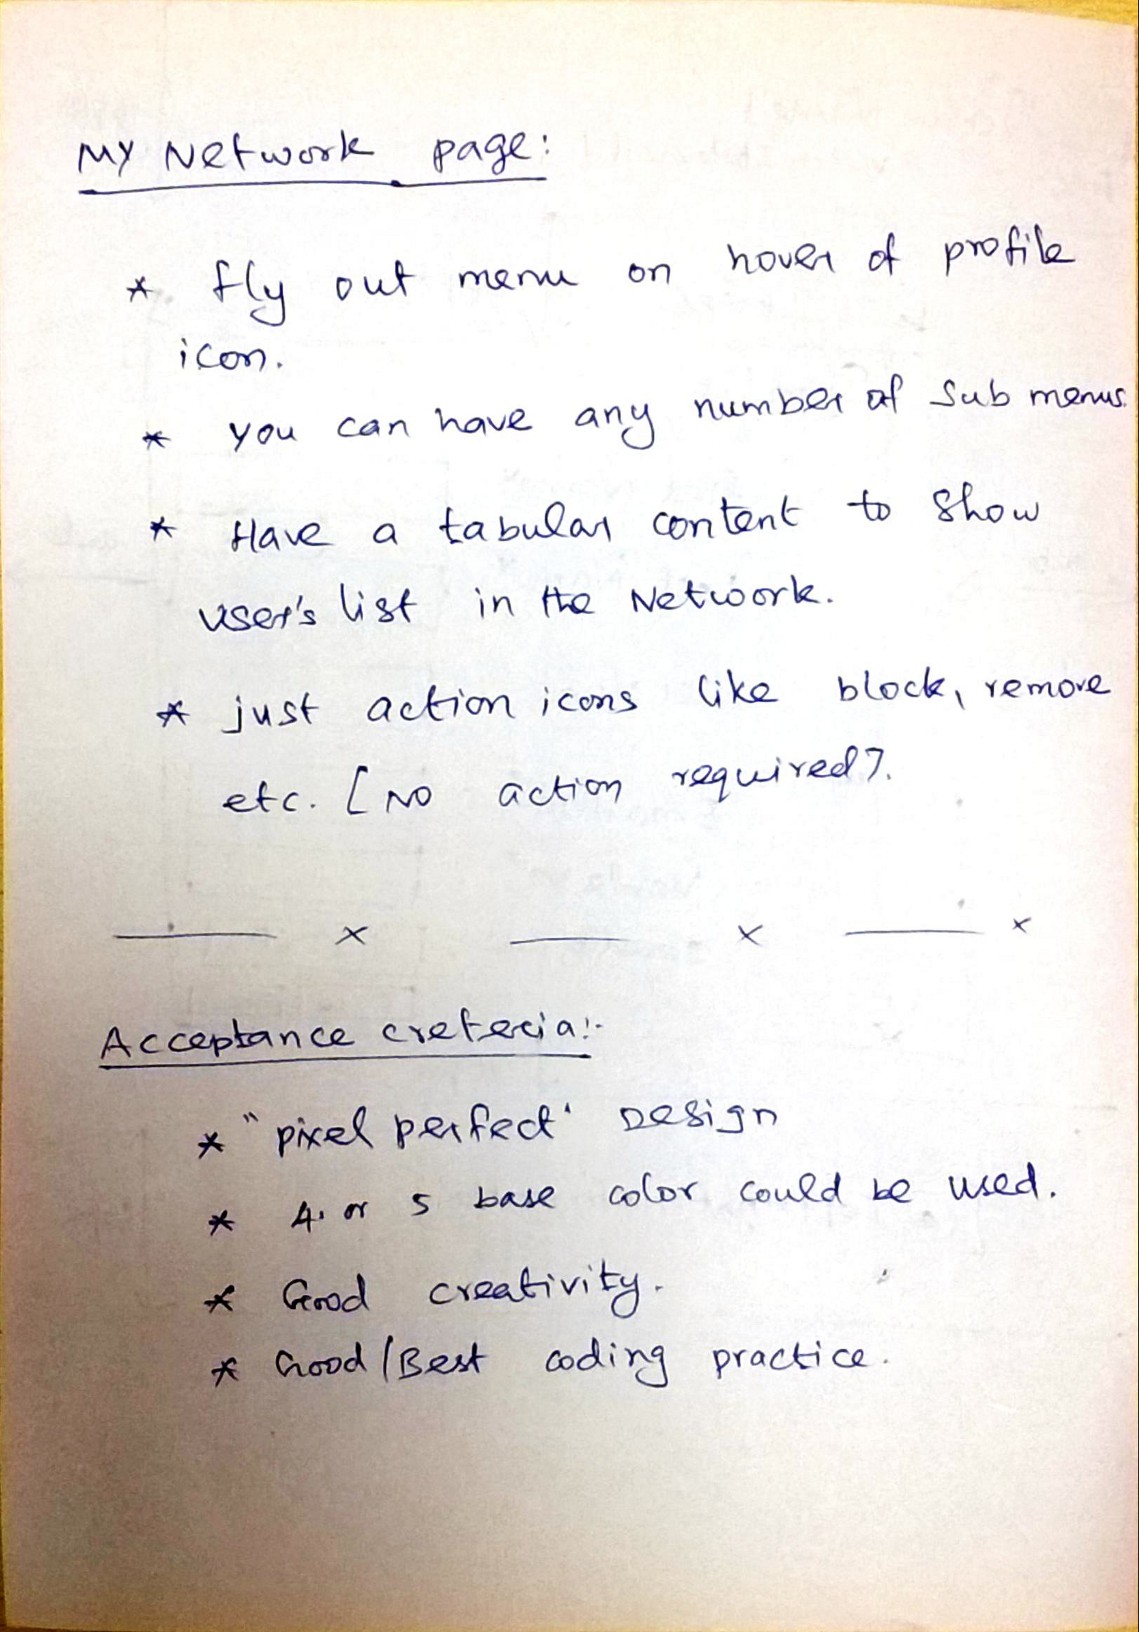 My Network page:
* fly out menu on hover of profile
icon.
* you can have any number of Sub menus.
* Have a tabular content to show
user's list in the Network.
* just action icons like block, remove
etc. [No action required].
——— x ——— x ——— x
Acceptance creteria:-
* "pixel perfect" Design
* 4 or 5 base color could be used.
* Good creativity.
* Good/Best coding practice.